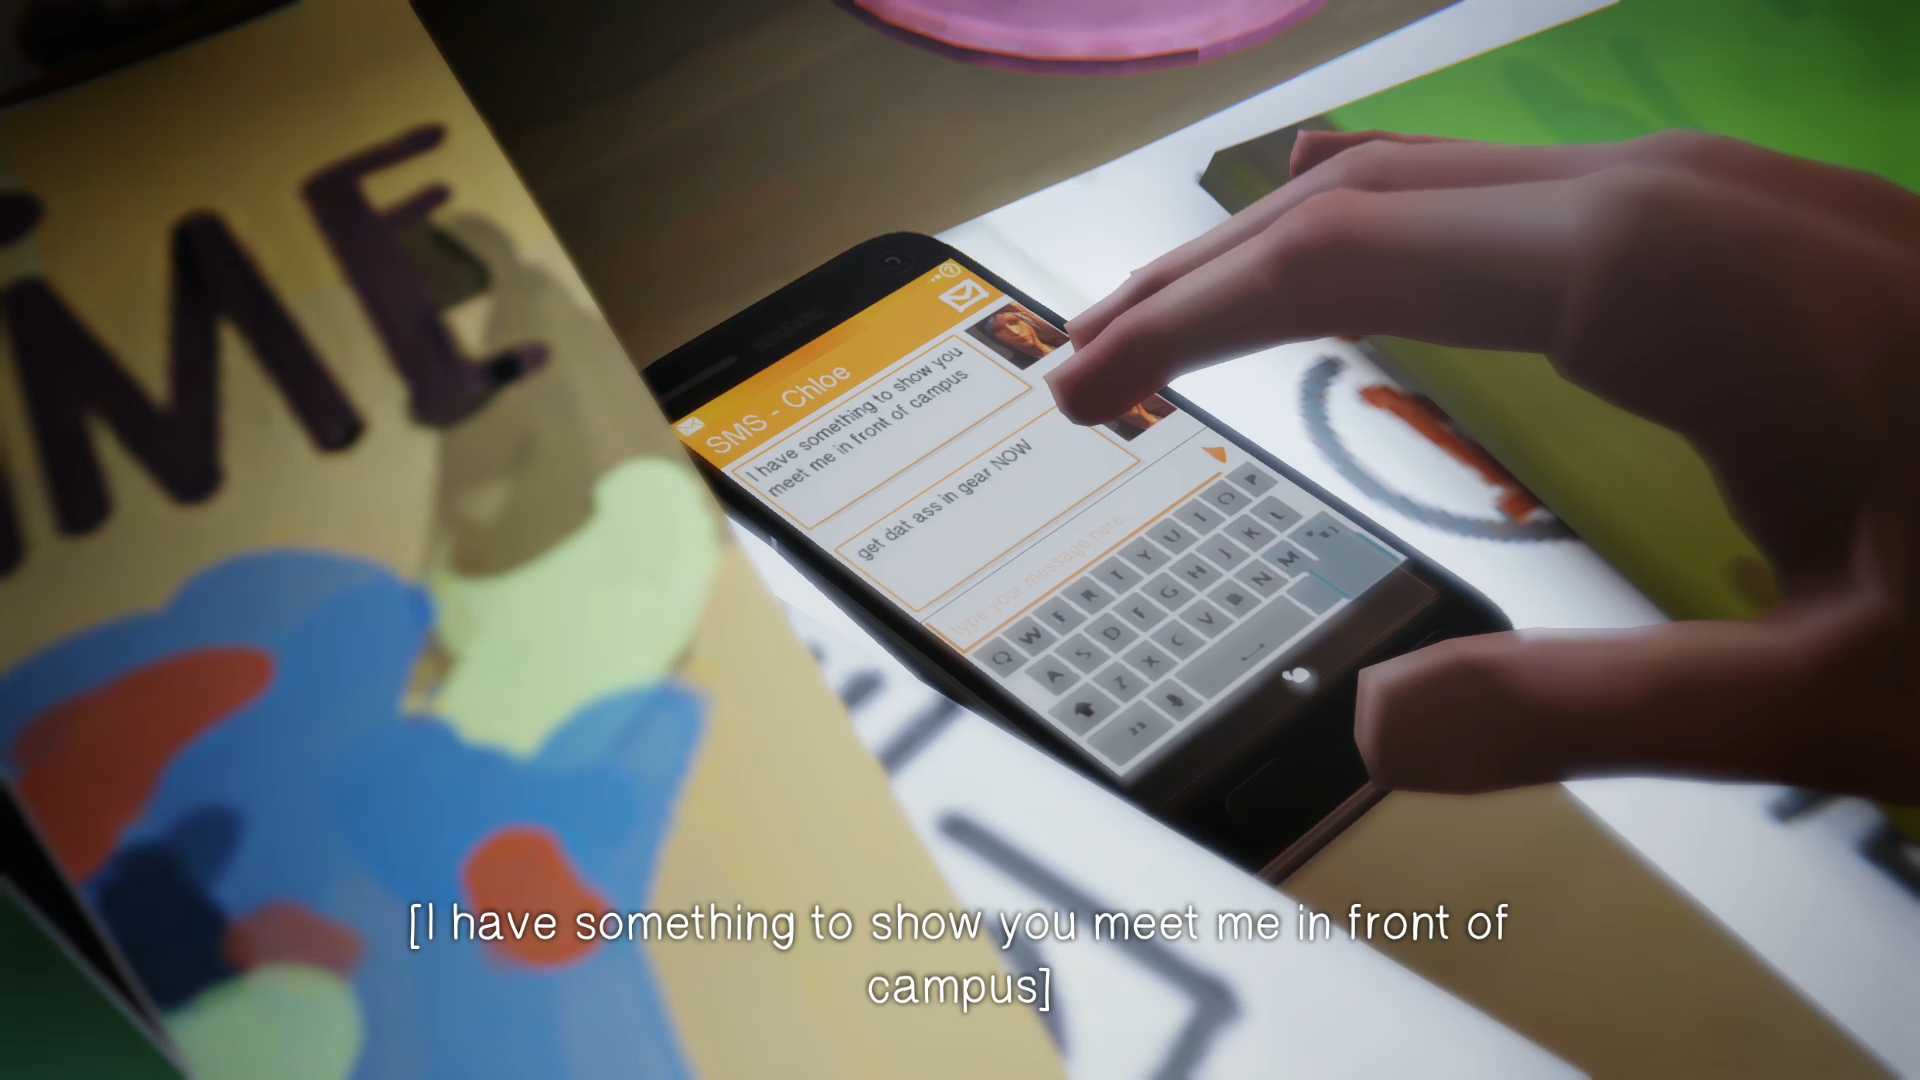 IME
SMS - Chloe
I have something to show you
meet me in front of campus
get dat ass in gear NOW
Type your message here
Q W E R T Y U I O P
A S D F G H J K L
Z X C V B N M
[I have something to show you meet me in front of
campus]